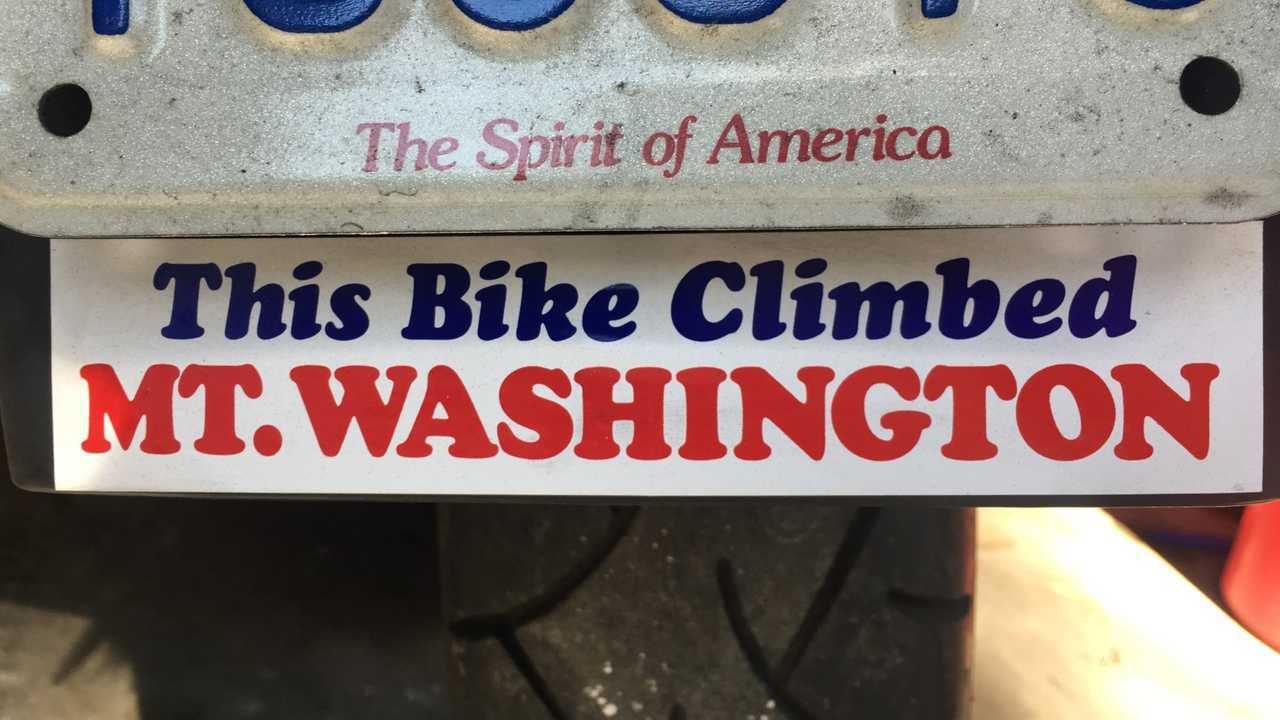 The Spirit of America
This Bike Climbed
MT. WASHINGTON